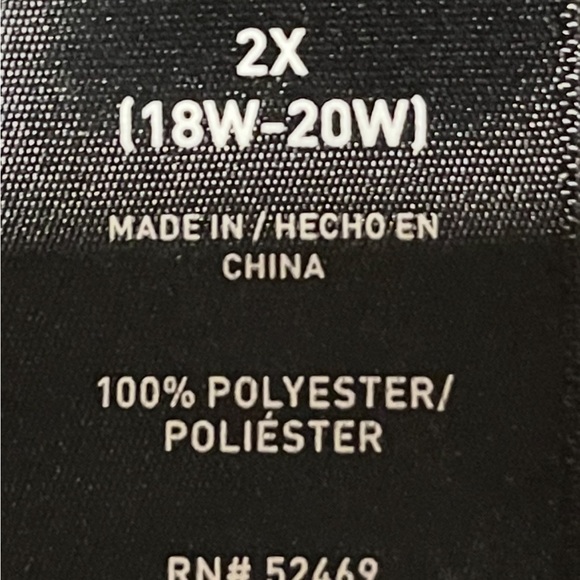 2X
(18W-20W)
MADE IN / HECHO EN
CHINA
100% POLYESTER/
POLIÉSTER
RN# 52469